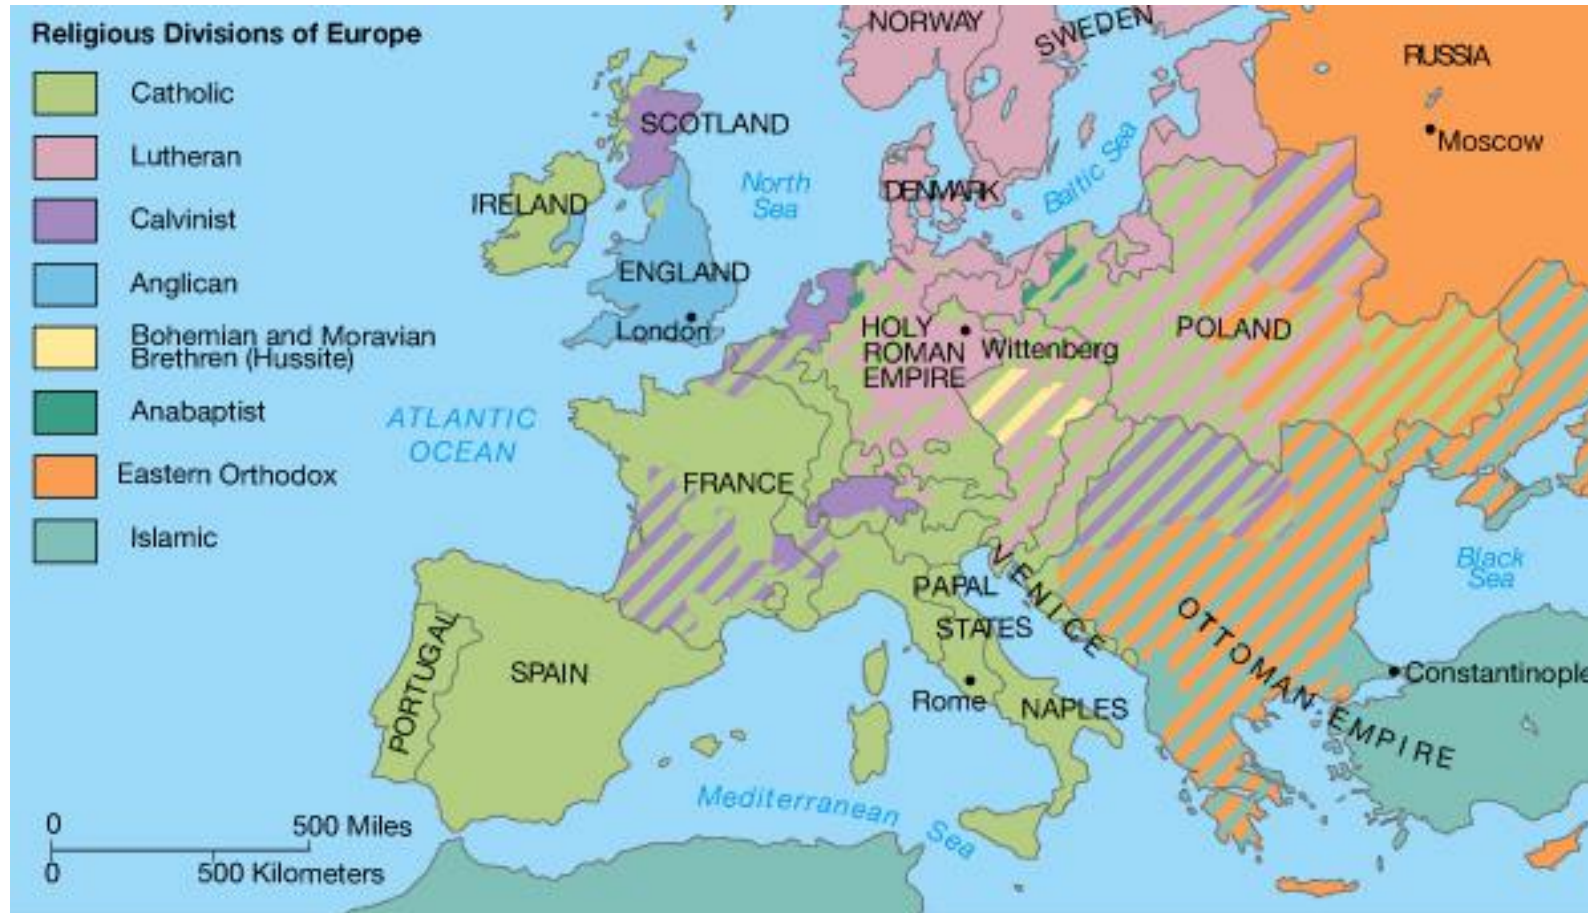 Religious Divisions of Europe
Catholic
Lutheran
Calvinist
Anglican
Bohemian and Moravian
Brethren (Hussite)
Anabaptist
Eastern Orthodox
Islamic
NORWAY
SWEDEN
RUSSIA
Moscow
SCOTLAND
North
Sea
Baltic Sea
DENMARK
IRELAND
ENGLAND
London
HOLY
ROMAN
EMPIRE
Wittenberg
POLAND
ATLANTIC
OCEAN
FRANCE
Black
Sea
VENICE
PAPAL
STATES
OTTOMAN EMPIRE
Constantinople
PORTUGAL
SPAIN
Rome
NAPLES
Mediterranean Sea
0
500 Miles
0
500 Kilometers